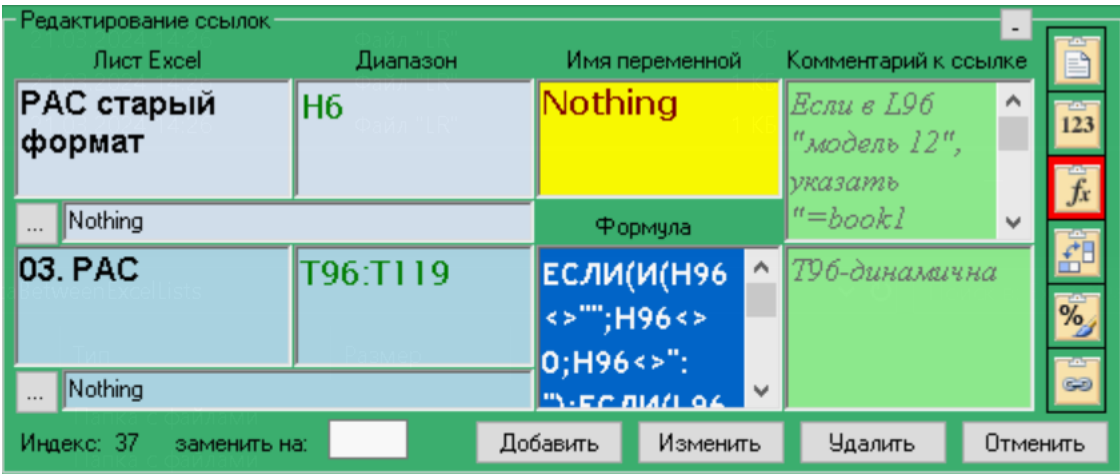 Редактирование ссылок
-
Лист Excel
Диапазон
Имя переменной
Комментарий к ссылке
РАС старый
формат
H6
Nothing
Если в L96
"модель 12",
указать
"=book1
123
fx
... Nothing
Формула
03. РАС
T96:T119
ЕСЛИ(И(H96
<>"";H96<>
0;H96<>":
");ЕСЛИ(L96
T96-динамична
%
... Nothing
Индекс: 37 заменить на:
Добавить
Изменить
Удалить
Отменить